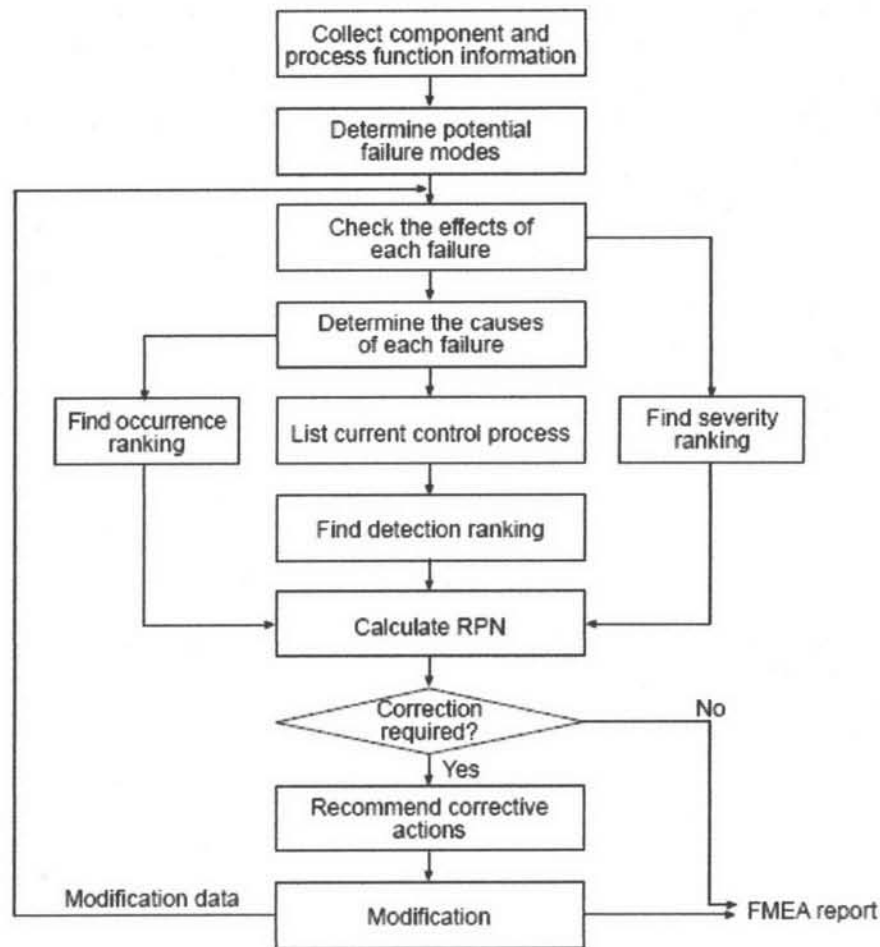 Collect component and
process function information
Determine potential
failure modes
Check the effects of
each failure
Determine the causes
of each failure
Find occurrence
ranking
List current control process
Find severity
ranking
Find detection ranking
Calculate RPN
Correction
required?
No
Yes
Recommend corrective
actions
Modification data
Modification
FMEA report